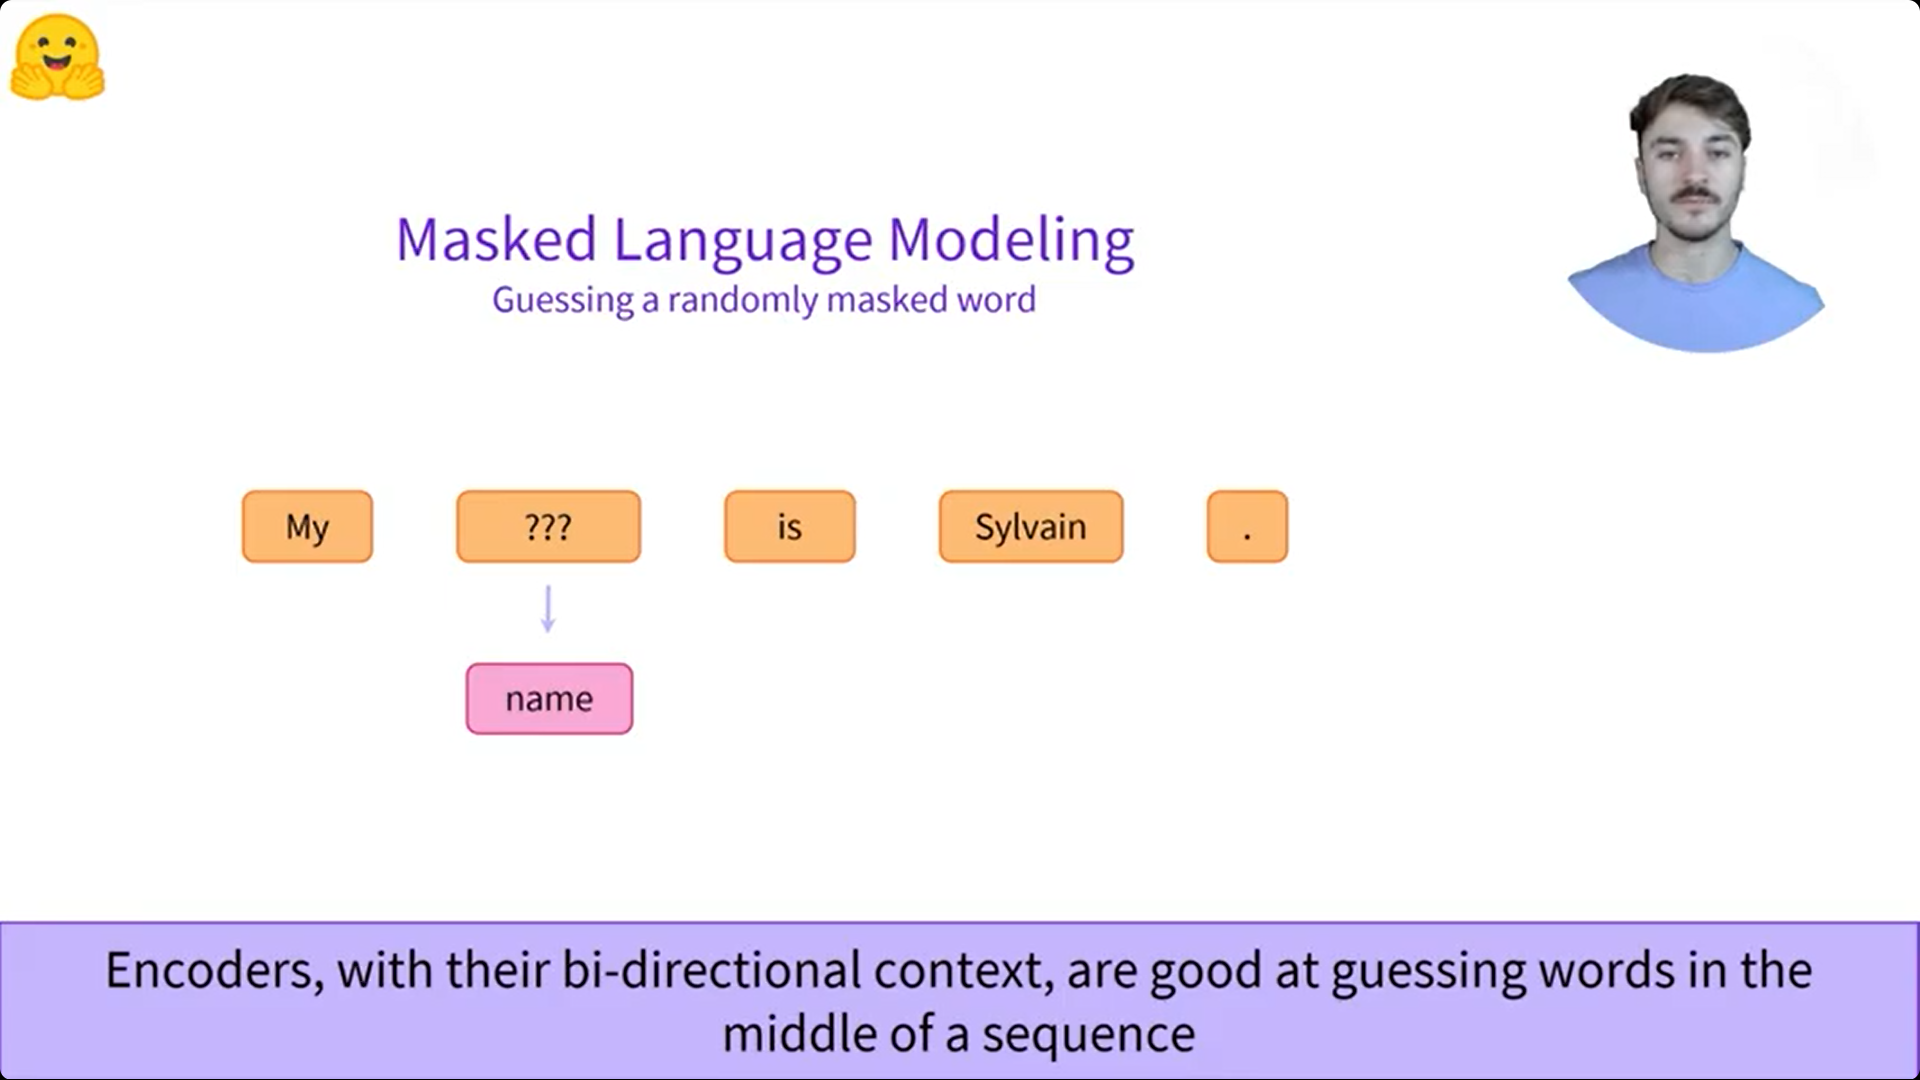 Masked Language Modeling
Guessing a randomly masked word
My ??? is Sylvain .
name
Encoders, with their bi-directional context, are good at guessing words in the
middle of a sequence